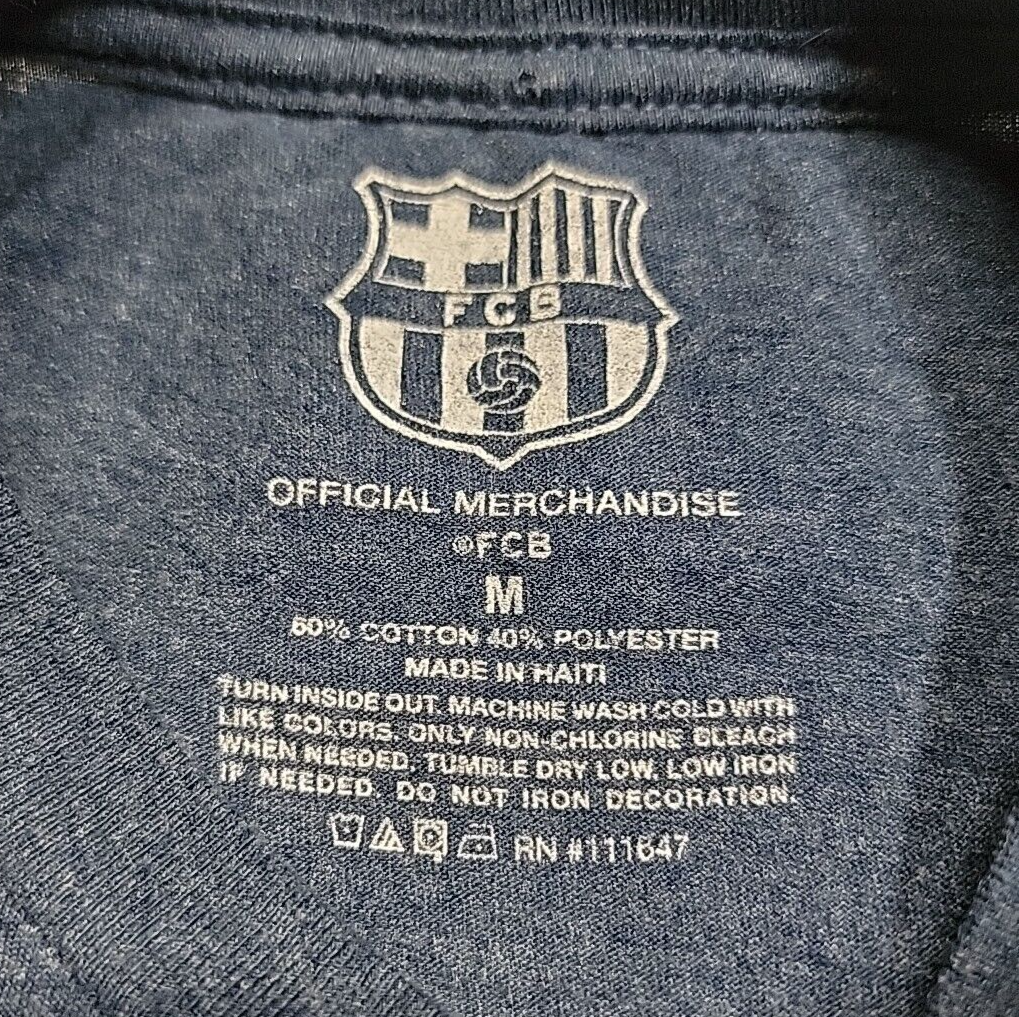 FCB
OFFICIAL MERCHANDISE
©FCB
M
60% COTTON 40% POLYESTER
MADE IN HAITI
TURN INSIDE OUT. MACHINE WASH COLD WITH
LIKE COLORS. ONLY NON-CHLORINE BLEACH
WHEN NEEDED. TUMBLE DRY LOW. LOW IRON
IF NEEDED. DO NOT IRON DECORATION.
RN #111647